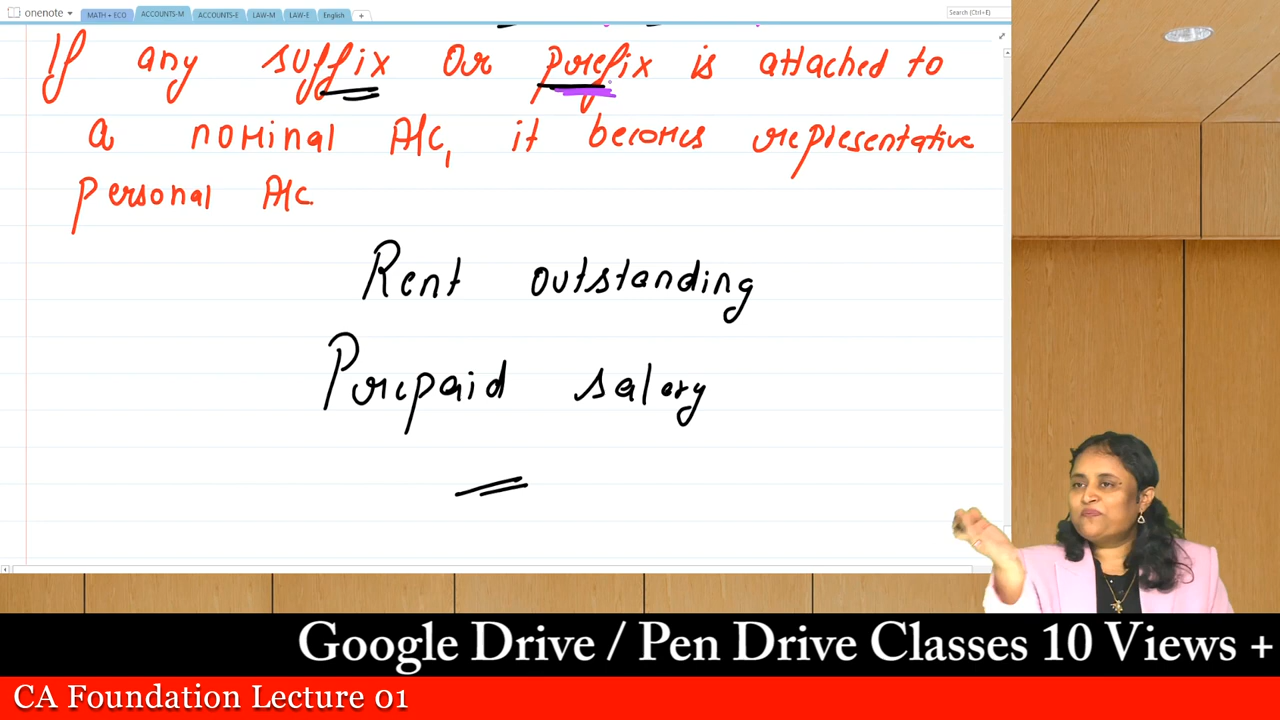 onenote
MATH + ECO
ACCOUNTS-M
ACCOUNTS-E
LAW-M
LAW-E
English
+
Search (Ctrl+E)
If any suffix Or prefix is attached to
a nominal A/c, it becomes representative
personal A/c.
Rent outstanding
Prepaid salary
Google Drive / Pen Drive Classes 10 Views +
CA Foundation Lecture 01